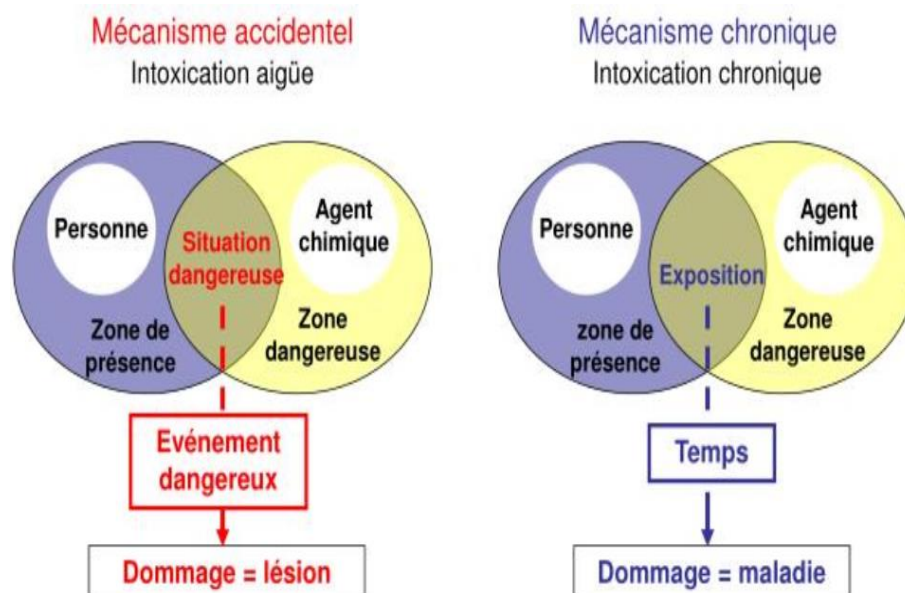 Mécanisme accidentel
Intoxication aigüe
Personne
Situation
dangereuse
Agent
chimique
Zone de
présence
Zone
dangereuse
Evénement
dangereux
Dommage = lésion
Mécanisme chronique
Intoxication chronique
Personne
Exposition
Agent
chimique
zone de
présence
Zone
dangereuse
Temps
Dommage = maladie